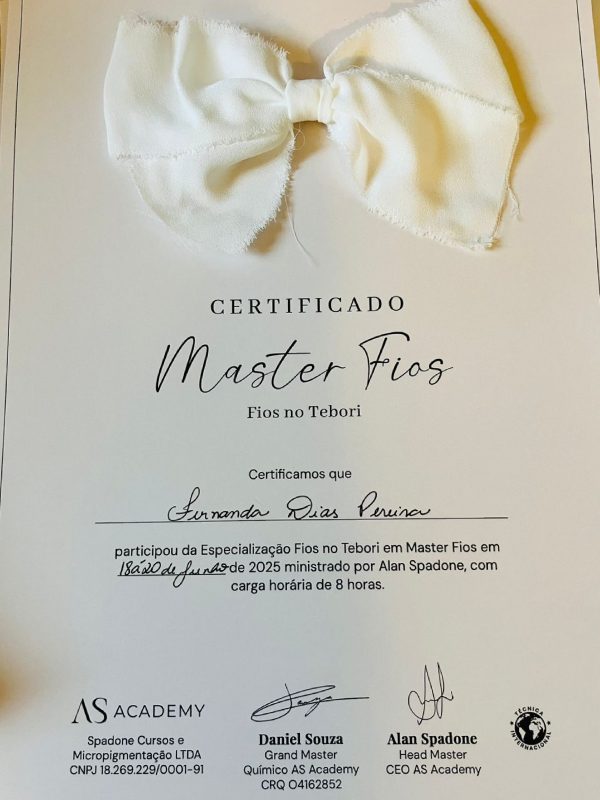 CERTIFICADO
Master Fios
Fios no Tebori
Certificamos que
Fernanda Dias Pereira
participou da Especialização Fios no Tebori em Master Fios em
18 à 20 de Junho de 2025 ministrado por Alan Spadone, com
carga horária de 8 horas.
AS ACADEMY
Spadone Cursos e
Micropigmentação LTDA
CNPJ 18.269.229/0001-91
Daniel Souza
Grand Master
Químico AS Academy
CRQ 04162852
Alan Spadone
Head Master
CEO AS Academy
TÉCNICA
INTERNACIONAL